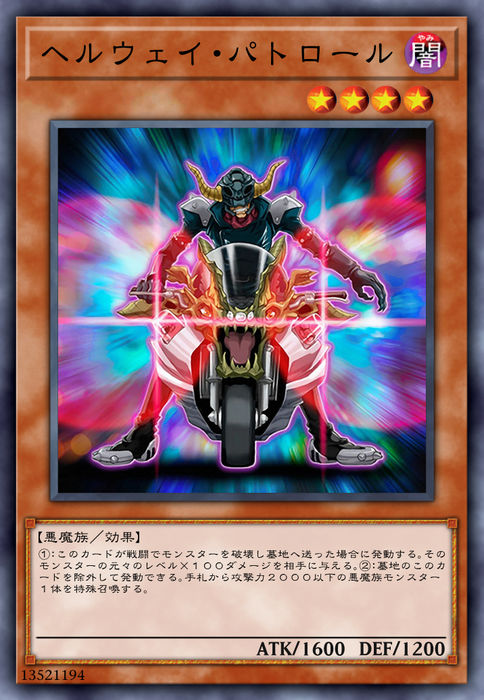 ヘルウェイ・パトロール
やみ
闇
【悪魔族／効果】
①：このカードが戦闘でモンスターを破壊し墓地へ送った場合に発動する。その
モンスターの元々のレベル×１００ダメージを相手に与える。②：墓地のこのカー
ドを除外して発動できる。手札から攻撃力２０００以下の悪魔族モンスター
１体を特殊召喚する。
ATK/1600 DEF/1200
13521194